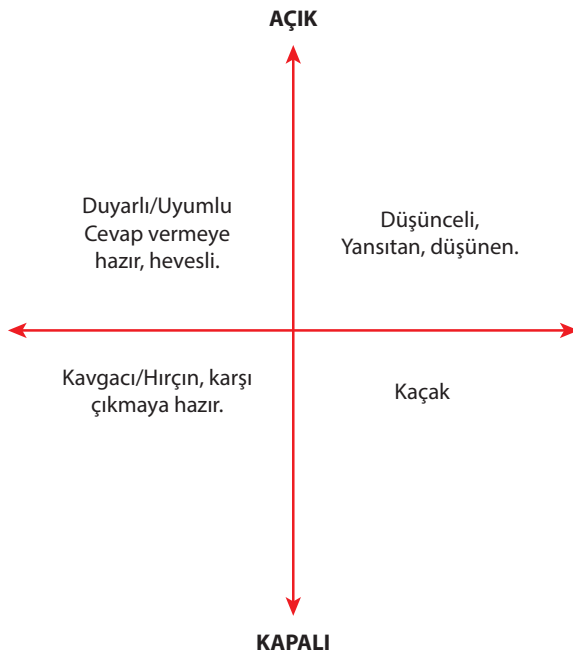 AÇIK
Duyarlı/Uyumlu
Cevap vermeye
hazır, hevesli.
Düşünceli,
Yansıtan, düşünen.
Kavgacı/Hırçın, karşı
çıkmaya hazır.
Kaçak
KAPALI